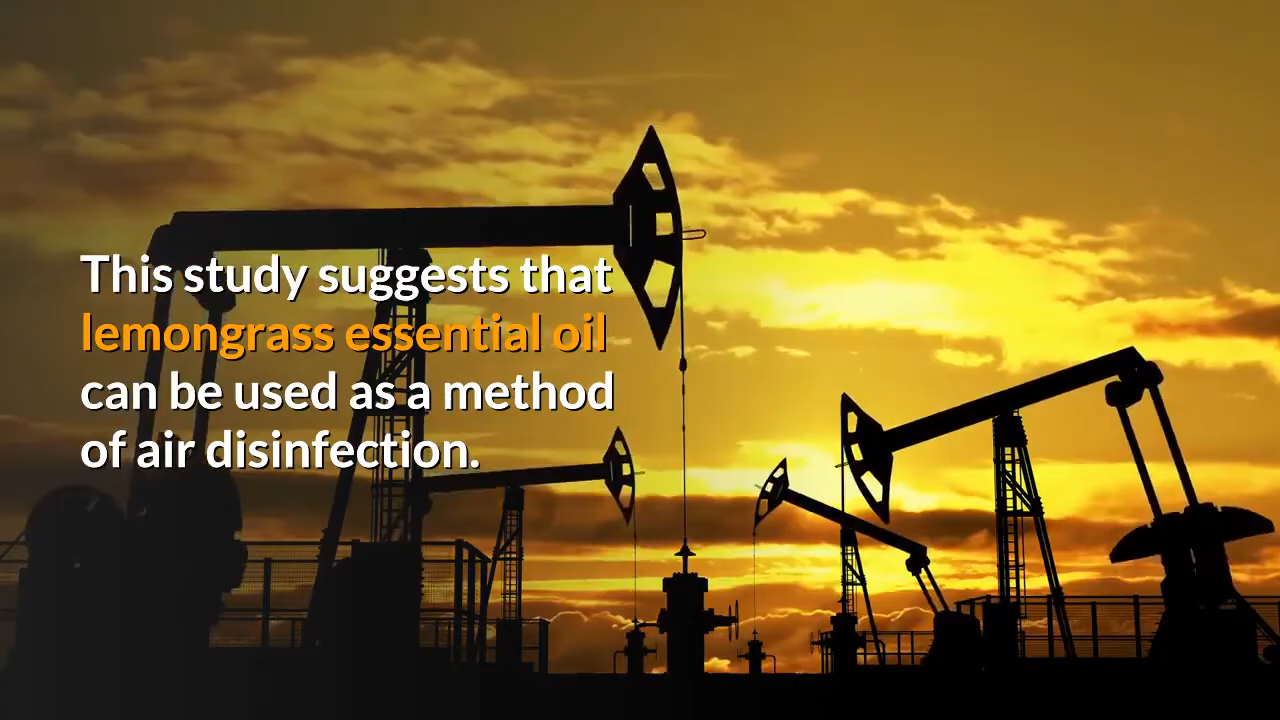 This study suggests that
lemongrass essential oil
can be used as a method
of air disinfection.